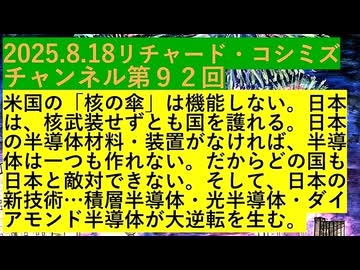 2025.8.18リチャード・コシミズ
チャンネル第９２回
米国の「核の傘」は機能しない。日本
は、核武装せずとも国を護れる。日本
の半導体材料・装置がなければ、半導
体は一つも作れない。だからどの国も
日本と敵対できない。そして、日本の
新技術…積層半導体・光半導体・ダイ
アモンド半導体が大逆転を生む。